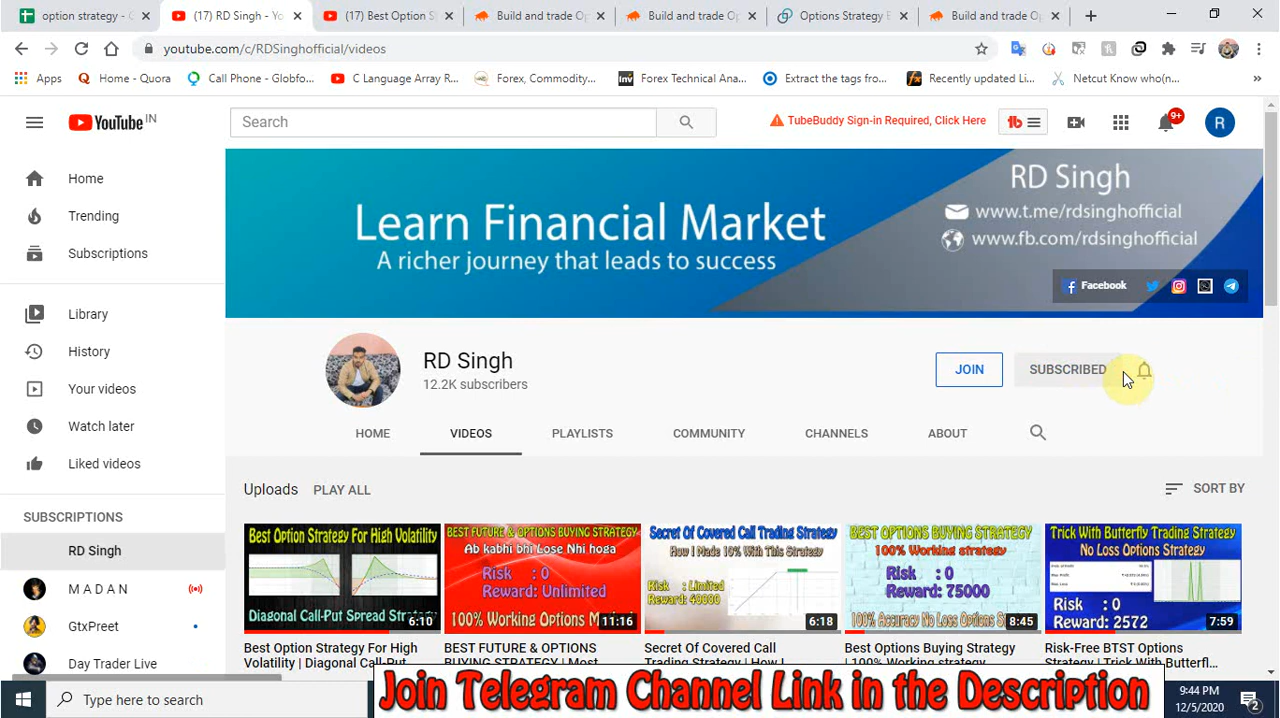 option strategy - G
(17) RD Singh - Yo
(17) Best Option S
Build and trade Op
Build and trade Op
Options Strategy B
Build and trade Op
youtube.com/c/RDSinghofficial/videos
Apps
Home - Quora
Call Phone - Globfo...
C Language Array R...
Forex, Commodity...
Forex Technical Ana...
Extract the tags from...
Recently updated Li...
Netcut Know who(n...
YouTube IN
Search
TubeBuddy Sign-in Required, Click Here
9+
R
Home
Trending
Subscriptions
Library
History
Your videos
Watch later
Liked videos
SUBSCRIPTIONS
RD Singh
M A D A N
GtxPreet
Day Trader Live
Learn Financial Market
A richer journey that leads to success
RD Singh
www.t.me/rdsinghofficial
www.fb.com/rdsinghofficial
Facebook
RD Singh
12.2K subscribers
JOIN
SUBSCRIBED
HOME
VIDEOS
PLAYLISTS
COMMUNITY
CHANNELS
ABOUT
Uploads
PLAY ALL
SORT BY
Best Option Strategy For High Volatility
Diagonal Call-Put Spread Strategy
6:10
Best Option Strategy For High
Volatility | Diagonal Call-Put
BEST FUTURE & OPTIONS BUYING STRATEGY
Ab kabhi bhi Lose Nhi hoga
Risk : 0
Reward: Unlimited
100% Working Options M
11:16
BEST FUTURE & OPTIONS
BUYING STRATEGY | Most
Secret Of Covered Call Trading Strategy
How I Made 10% With This Strategy
Risk : Limited
Reward: 40000
6:18
Secret Of Covered Call
Trading Strategy | How I
BEST OPTIONS BUYING STRATEGY
100% Working strategy
Risk : 0
Reward: 75000
100% Accuracy No Loss Options S
8:45
Best Options Buying Strategy
| 100% Working strategy
Trick With Butterfly Trading Strategy
No Loss Options Strategy
Risk : 0
Reward: 2572
7:59
Risk-Free BTST Options
Strategy | Trick With Butterfl...
Join Telegram Channel Link in the Description
Type here to search
9:44 PM
12/5/2020
2